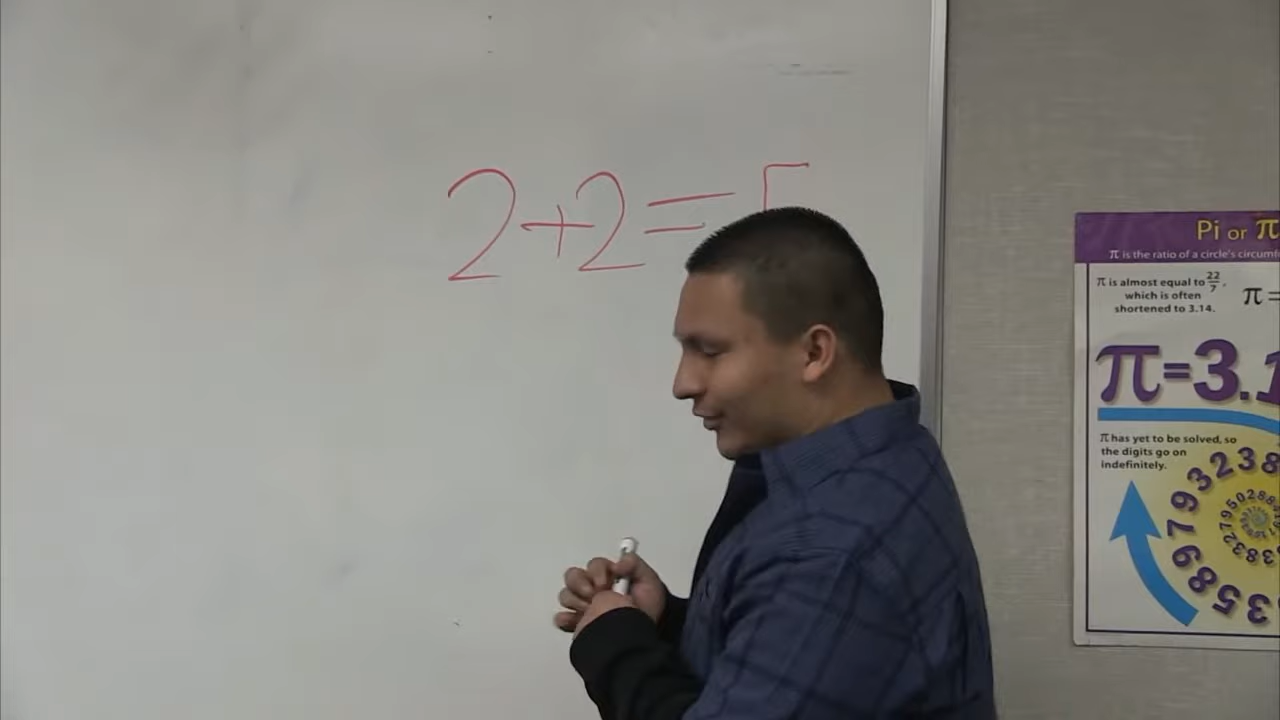 2+2=5
Pi or π
π is the ratio of a circle's
π is almost equal to 22/7,
which is often
shortened to 3.14.
π=
π=3.1
π has yet to be solved, so
the digits go on
indefinitely.